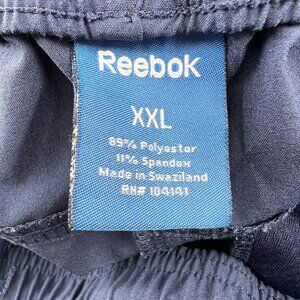 Reebok
XXL
89% Polyester
11% Spandex
Made in Swaziland
RN# 104141